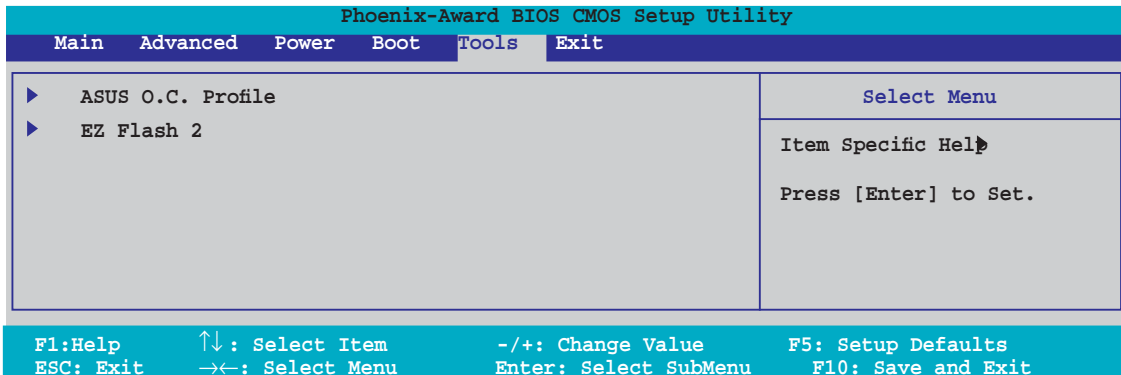 Phoenix-Award BIOS CMOS Setup Utility
Main Advanced Power Boot Tools Exit
ASUS O.C. Profile
EZ Flash 2
Select Menu
Item Specific Help
Press [Enter] to Set.
F1:Help ↑↓: Select Item -/+: Change Value F5: Setup Defaults
ESC: Exit →←: Select Menu Enter: Select SubMenu F10: Save and Exit